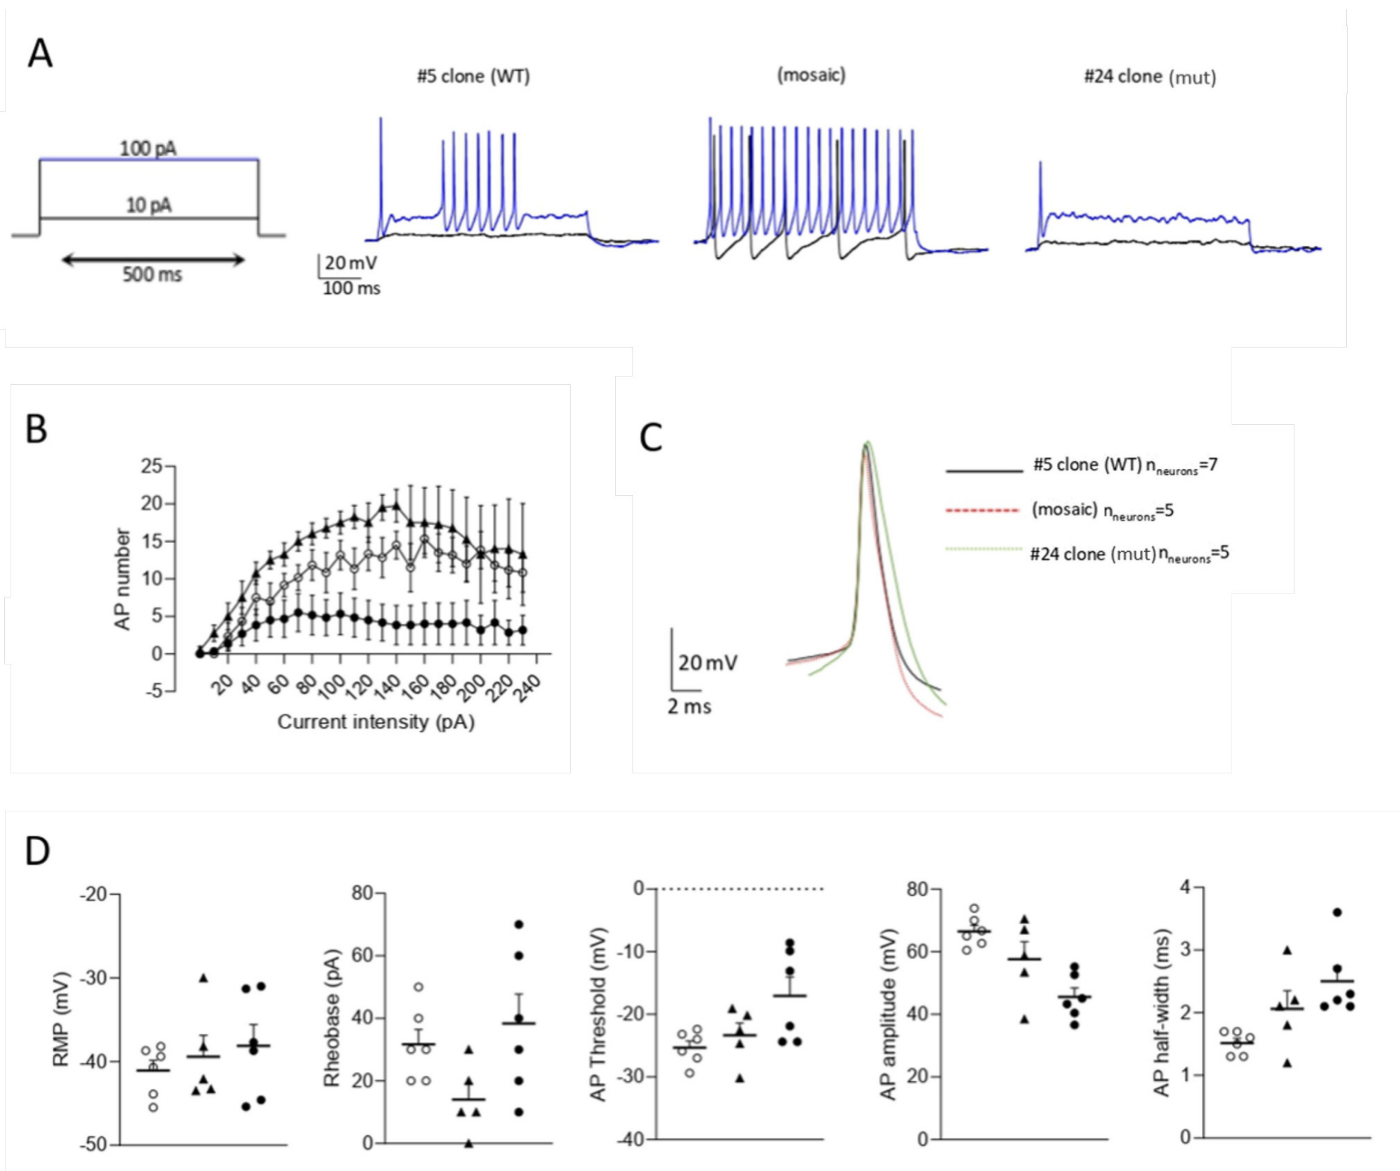 A
#5 clone (WT)
(mosaic)
#24 clone (mut)
100 pA
10 pA
500 ms
20 mV
100 ms
B
AP number
25
20
15
10
5
0
-5
20 40 60 80 100 120 140 160 180 200 220 240
Current intensity (pA)
C
#5 clone (WT) nneurons=7
(mosaic) nneurons=5
#24 clone (mut) nneurons=5
20 mV
2 ms
D
RMP (mV)
-20
-30
-40
-50
Rheobase (pA)
80
60
40
20
0
AP Threshold (mV)
0
-10
-20
-30
-40
AP amplitude (mV)
80
60
40
20
0
AP half-width (ms)
4
3
2
1
0